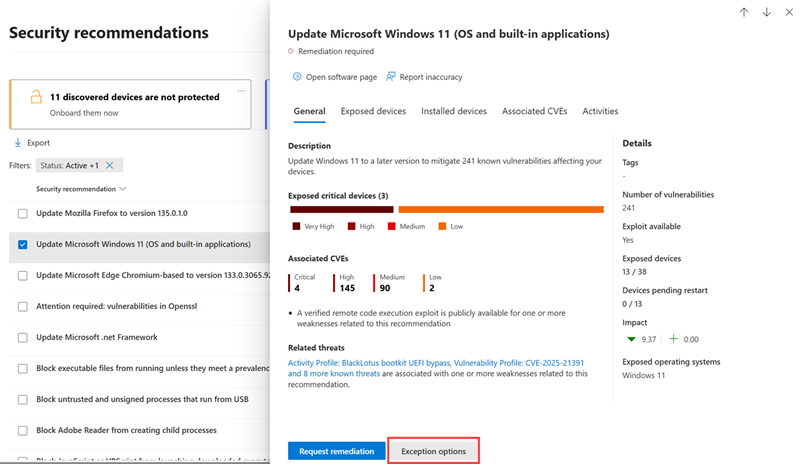 Security recommendations
11 discovered devices are not protected
...
Onboard them now
Export
Filters: Status: Active +1
Security recommendation
Update Mozilla Firefox to version 135.0.1.0
Update Microsoft Windows 11 (OS and built-in applications)
Update Microsoft Edge Chromium-based to version 133.0.3065.92
Attention required: vulnerabilities in Openssl
Update Microsoft .net Framework
Block executable files from running unless they meet a prevalence
Block untrusted and unsigned processes that run from USB
Block Adobe Reader from creating child processes
Update Microsoft Windows 11 (OS and built-in applications)
Remediation required
Open software page Report inaccuracy
General Exposed devices Installed devices Associated CVEs Activities
Description
Update Windows 11 to a later version to mitigate 241 known vulnerabilities affecting your
devices.
Exposed critical devices (3)
Very High High Medium Low
Associated CVEs
Critical High Medium Low
4 145 90 2
• A verified remote code execution exploit is publicly available for one or more
weaknesses related to this recommendation
Related threats
Activity Profile: BlackLotus bootkit UEFI bypass, Vulnerability Profile: CVE-2025-21391
and 8 more known threats are associated with one or more weaknesses related to this
recommendation.
Request remediation Exception options
Details
Tags
-
Number of vulnerabilities
241
Exploit available
Yes
Exposed devices
13 / 38
Devices pending restart
0 / 13
Impact
9.37 | + 0.00
Exposed operating systems
Windows 11